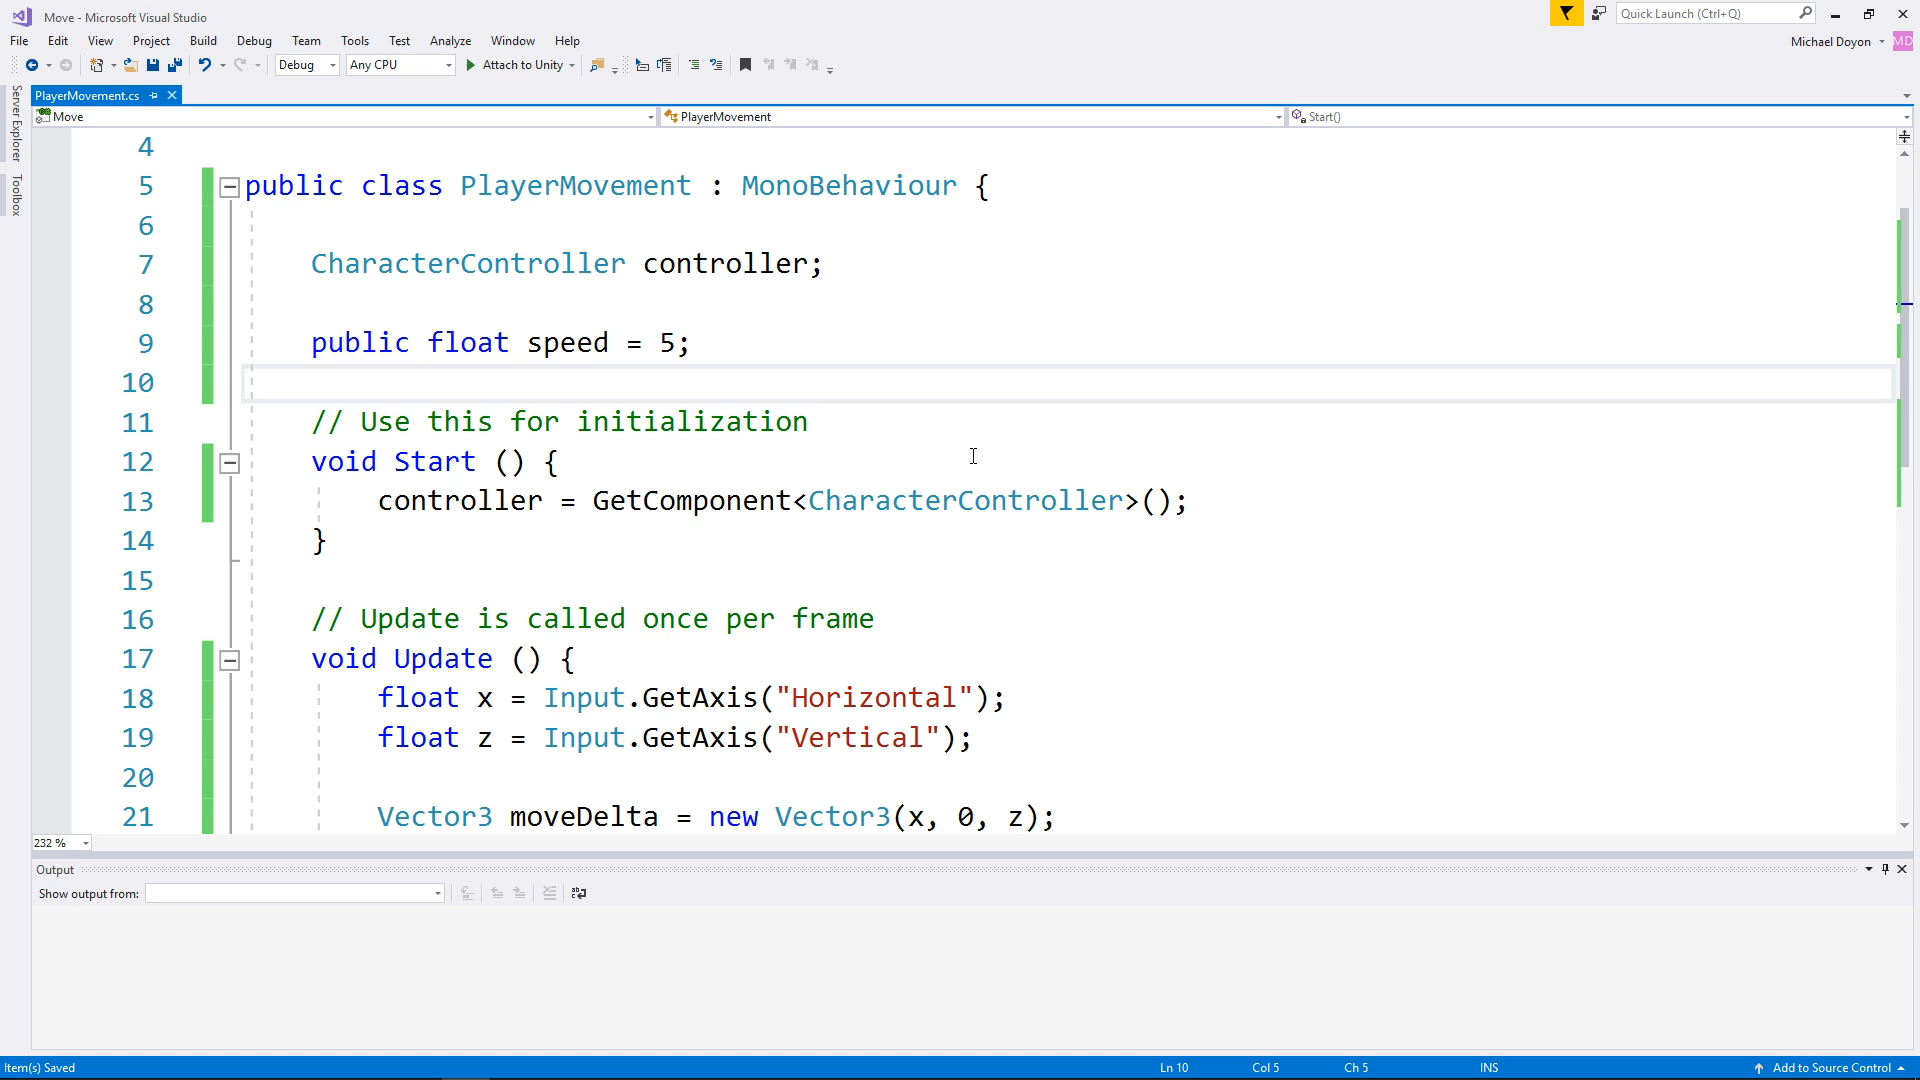 Move - Microsoft Visual Studio
Quick Launch (Ctrl+Q)
File Edit View Project Build Debug Team Tools Test Analyze Window Help
Michael Doyon MD
Debug Any CPU Attach to Unity
Server Explorer
Toolbox
PlayerMovement.cs
Move PlayerMovement Start()
4
5 public class PlayerMovement : MonoBehaviour {
6
7 CharacterController controller;
8
9 public float speed = 5;
10
11 // Use this for initialization
12 void Start () {
13 controller = GetComponent<CharacterController>();
14 }
15
16 // Update is called once per frame
17 void Update () {
18 float x = Input.GetAxis("Horizontal");
19 float z = Input.GetAxis("Vertical");
20
21 Vector3 moveDelta = new Vector3(x, 0, z);
232 %
Output
Show output from:
Item(s) Saved Ln 10 Col 5 Ch 5 INS Add to Source Control